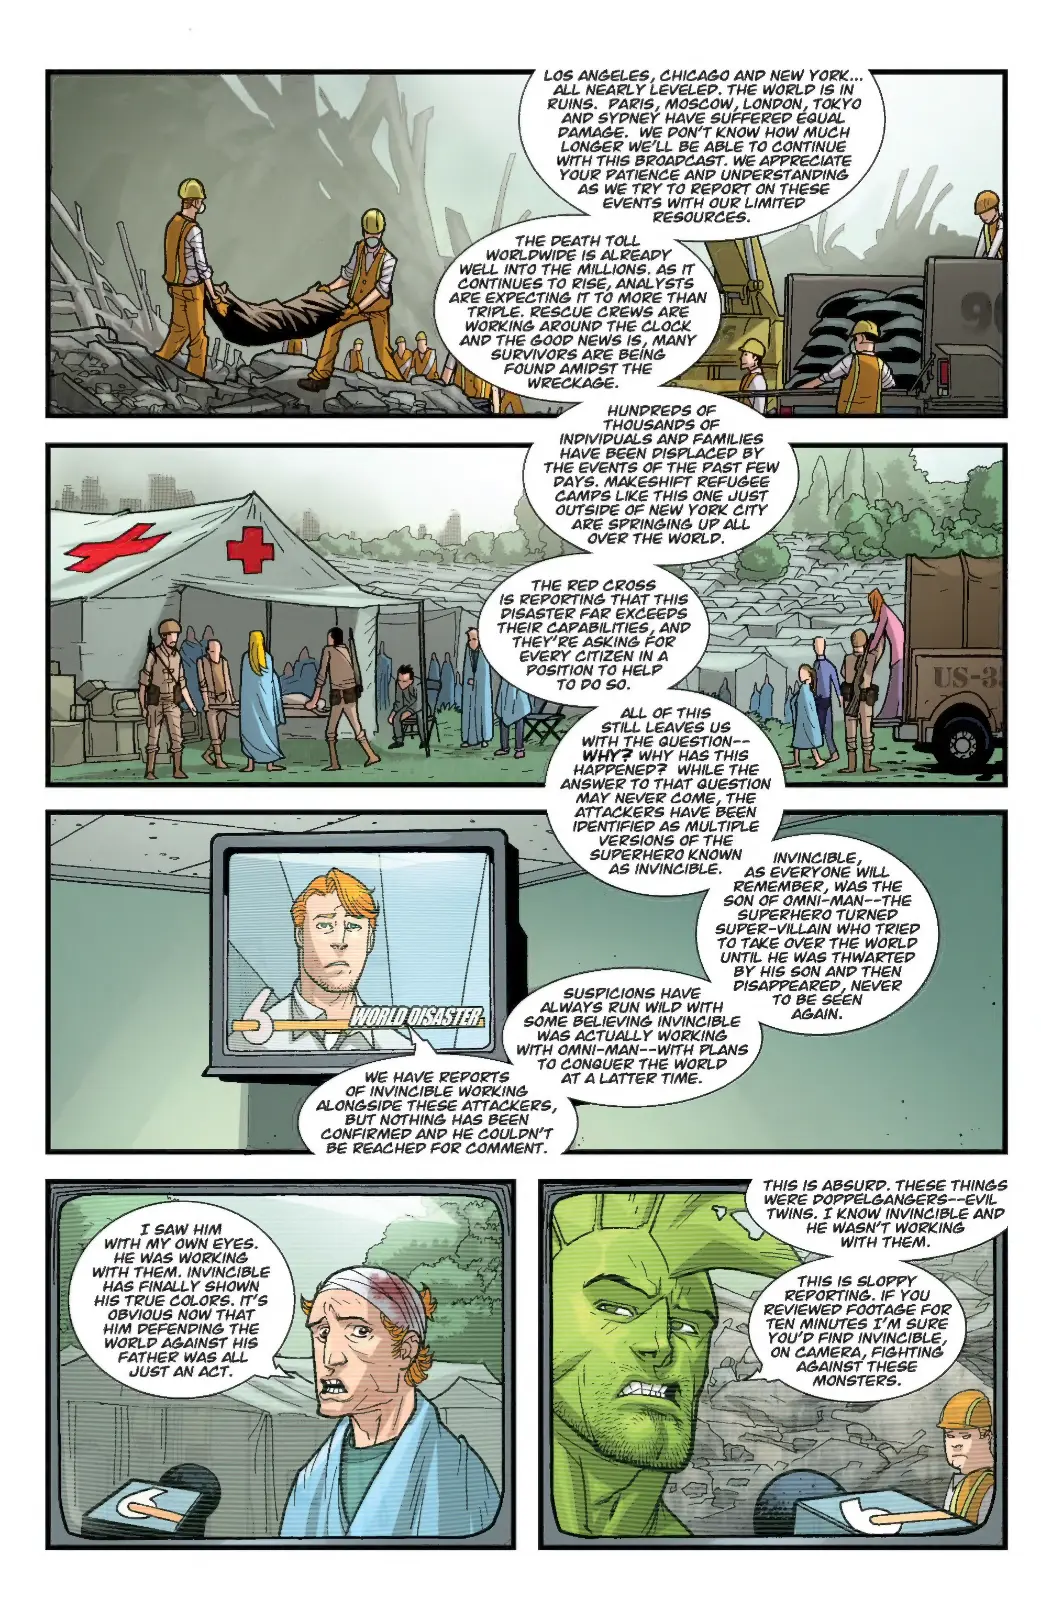 LOS ANGELES, CHICAGO AND NEW YORK...
ALL NEARLY LEVELED. THE WORLD IS IN
RUINS. PARIS, MOSCOW, LONDON, TOKYO
AND SYDNEY HAVE SUFFERED EQUAL
DAMAGE. WE DON'T KNOW HOW MUCH
LONGER WE'LL BE ABLE TO CONTINUE
WITH THIS BROADCAST. WE APPRECIATE
YOUR PATIENCE AND UNDERSTANDING
AS WE TRY TO REPORT ON THESE
EVENTS WITH OUR LIMITED
RESOURCES.
THE DEATH TOLL
WORLDWIDE IS ALREADY
WELL INTO THE MILLIONS. AS IT
CONTINUES TO RISE, ANALYSTS
ARE EXPECTING IT TO MORE THAN
TRIPLE. RESCUE CREWS ARE
WORKING AROUND THE CLOCK
AND THE GOOD NEWS IS, MANY
SURVIVORS ARE BEING
FOUND AMIDST THE
WRECKAGE.
HUNDREDS OF
THOUSANDS OF
INDIVIDUALS AND FAMILIES
HAVE BEEN DISPLACED BY
THE EVENTS OF THE PAST FEW
DAYS. MAKESHIFT REFUGEE
CAMPS LIKE THIS ONE JUST
OUTSIDE OF NEW YORK CITY
ARE SPRINGING UP ALL
OVER THE WORLD.
THE RED CROSS
IS REPORTING THAT THIS
DISASTER FAR EXCEEDS
THEIR CAPABILITIES, AND
THEY'RE ASKING FOR
EVERY CITIZEN IN A
POSITION TO HELP
TO DO SO.
US-33
ALL OF THIS
STILL LEAVES US
WITH THE QUESTION--
WHY? WHY HAS THIS
HAPPENED? WHILE THE
ANSWER TO THAT QUESTION
MAY NEVER COME, THE
ATTACKERS HAVE BEEN
IDENTIFIED AS MULTIPLE
VERSIONS OF THE
SUPERHERO KNOWN
AS INVINCIBLE.
INVINCIBLE,
AS EVERYONE WILL
REMEMBER, WAS THE
SON OF OMNI-MAN--THE
SUPERHERO TURNED
SUPER-VILLAIN WHO TRIED
TO TAKE OVER THE WORLD
UNTIL HE WAS THWARTED
BY HIS SON AND THEN
DISAPPEARED, NEVER
TO BE SEEN
AGAIN.
SUSPICIONS HAVE
ALWAYS RUN WILD WITH
SOME BELIEVING INVINCIBLE
WAS ACTUALLY WORKING
WITH OMNI-MAN--WITH PLANS
TO CONQUER THE WORLD
AT A LATTER TIME.
6 WORLD DISASTER
WE HAVE REPORTS
OF INVINCIBLE WORKING
ALONGSIDE THESE ATTACKERS,
BUT NOTHING HAS BEEN
CONFIRMED AND HE COULDN'T
BE REACHED FOR COMMENT.
I SAW HIM
WITH MY OWN EYES.
HE WAS WORKING
WITH THEM. INVINCIBLE
HAS FINALLY SHOWN
HIS TRUE COLORS. IT'S
OBVIOUS NOW THAT
HIM DEFENDING THE
WORLD AGAINST HIS
FATHER WAS ALL
JUST AN ACT.
6
THIS IS ABSURD. THESE THINGS
WERE DOPPELGANGERS--EVIL
TWINS. I KNOW INVINCIBLE AND
HE WASN'T WORKING
WITH THEM.
THIS IS SLOPPY
REPORTING. IF YOU
REVIEWED FOOTAGE FOR
TEN MINUTES I'M SURE
YOU'D FIND INVINCIBLE,
ON CAMERA, FIGHTING
AGAINST THESE
MONSTERS.
6